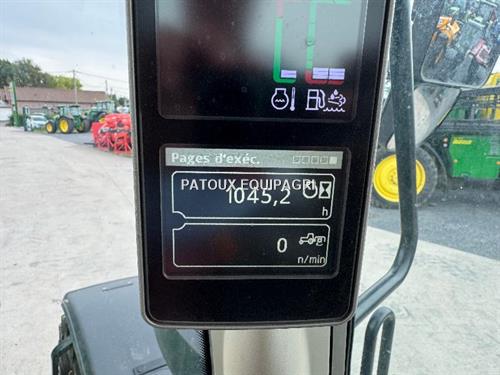 Pages d'exéc.
PATOUX EQUIPAGRI
1045,2
h
0
n/min